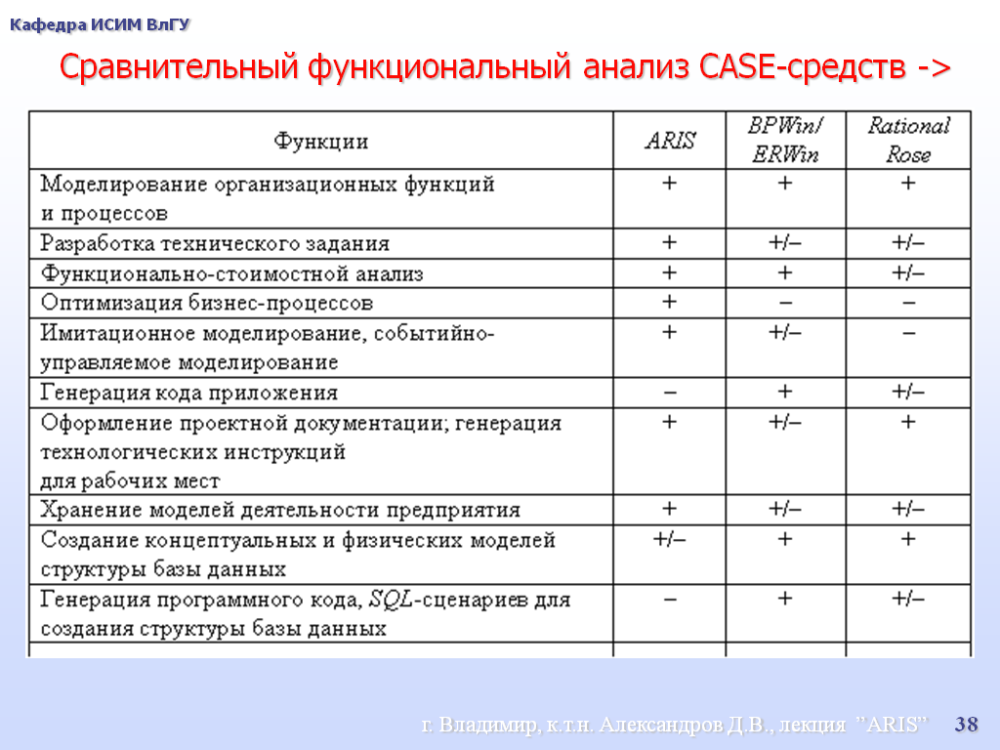 Кафедра ИСИМ ВлГУ
Сравнительный функциональный анализ CASE-средств ->
Функции ARIS BPWin/ ERWin Rational Rose
Моделирование организационных функций + + +
и процессов
Разработка технического задания + +/– +/–
Функционально-стоимостной анализ + + +/–
Оптимизация бизнес-процессов + – –
Имитационное моделирование, событийно- + +/– –
управляемое моделирование
Генерация кода приложения – + +/–
Оформление проектной документации; генерация + +/– +
технологических инструкций
для рабочих мест
Хранение моделей деятельности предприятия + +/– +/–
Создание концептуальных и физических моделей +/– + +
структуры базы данных
Генерация программного кода, SQL-сценариев для – + +/–
создания структуры базы данных
г. Владимир, к.т.н. Александров Д.В., лекция ”ARIS” 38